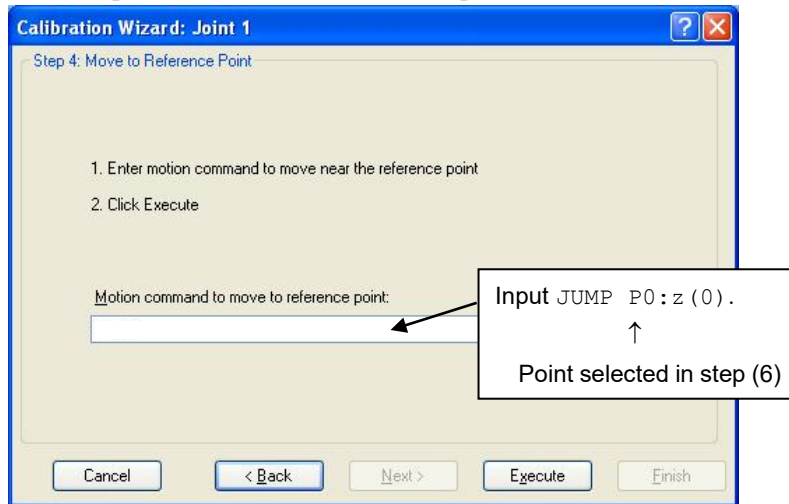 Calibration Wizard: Joint 1
Step 4: Move to Reference Point
1. Enter motion command to move near the reference point
2. Click Execute
Motion command to move to reference point:
Input JUMP P0:z(0).
↑
Point selected in step (6)
Cancel
< Back
Next >
Execute
Finish